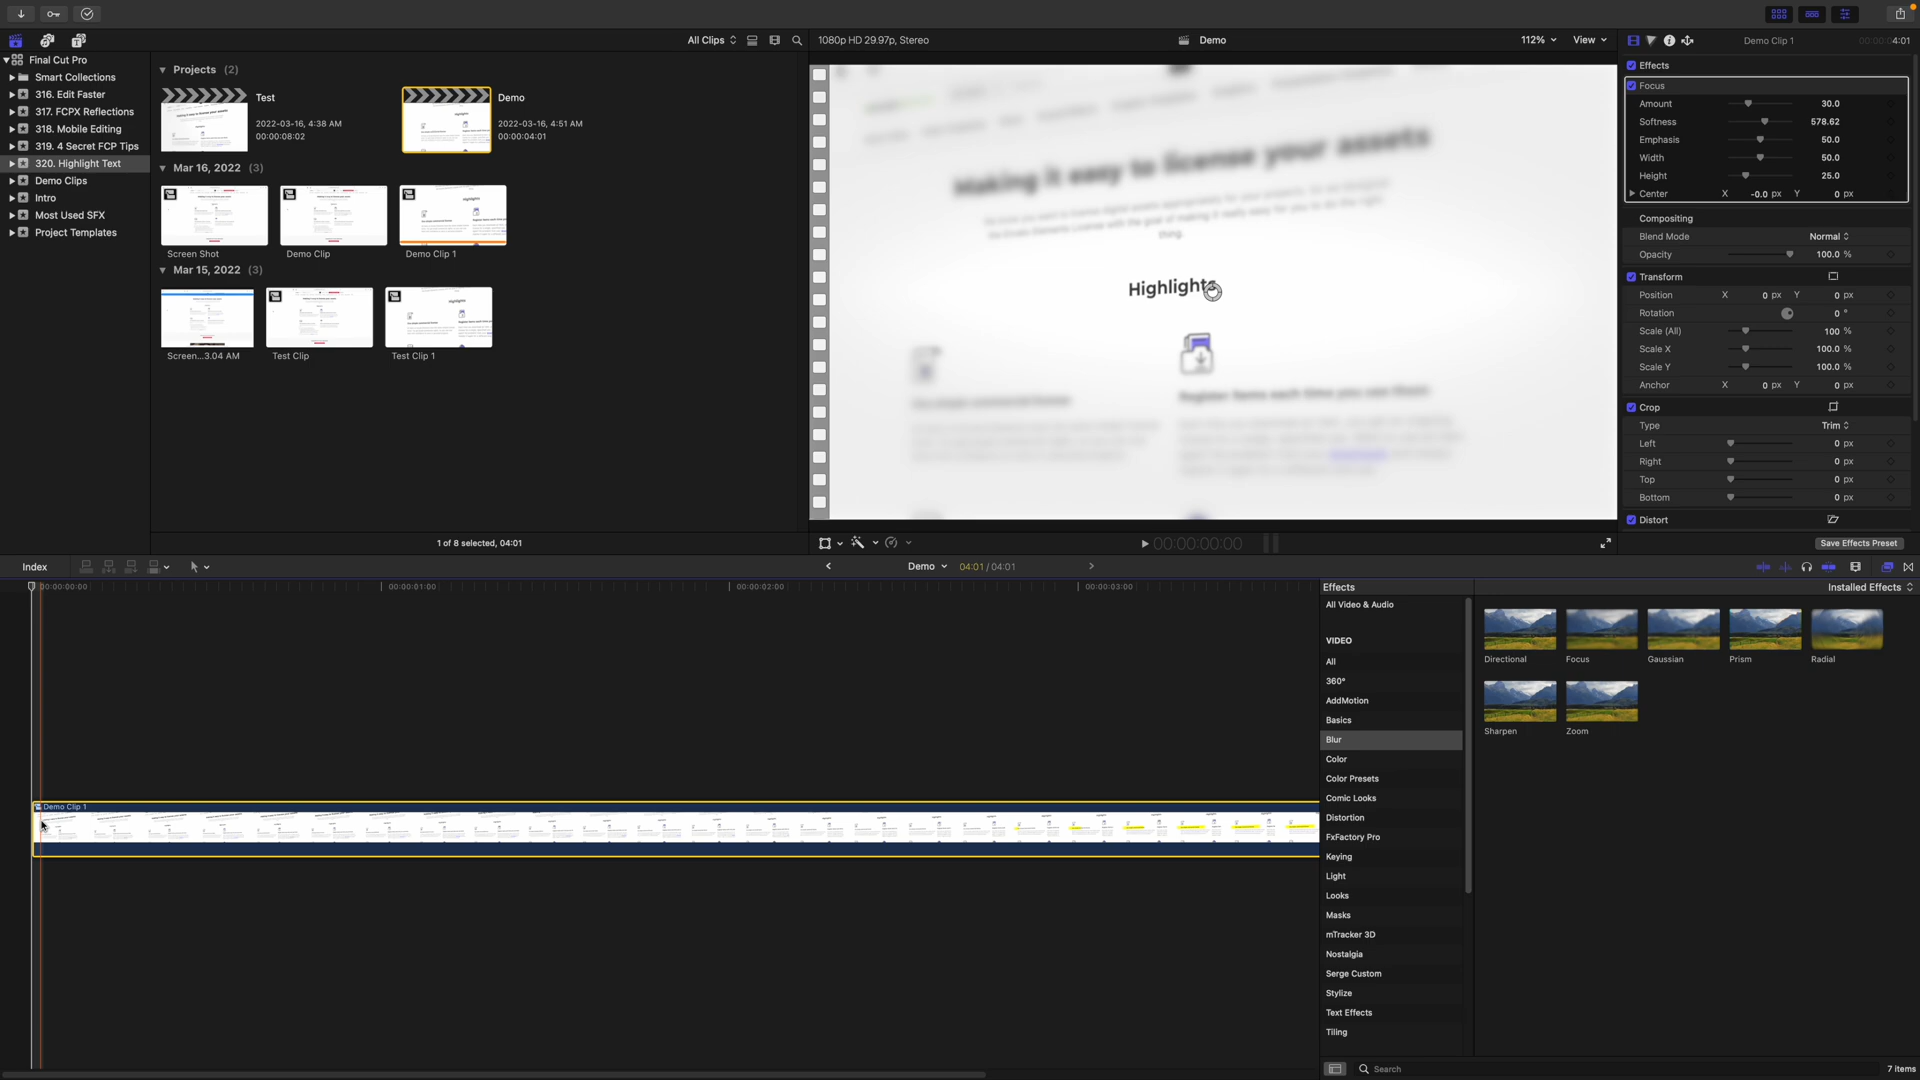 All Clips
1080p HD 29.97p, Stereo
Demo
112%
View
Demo Clip 1
4:01
Final Cut Pro
Smart Collections
316. Edit Faster
317. FCPX Reflections
318. Mobile Editing
319. 4 Secret FCP Tips
320. Highlight Text
Demo Clips
Intro
Most Used SFX
Project Templates
Projects (2)
Test
2022-03-16, 4:38 AM
00:00:08:02
Demo
2022-03-16, 4:51 AM
00:00:04:01
Mar 16, 2022 (3)
Screen Shot
Demo Clip
Demo Clip 1
Mar 15, 2022 (3)
Screen...3.04 AM
Test Clip
Test Clip 1
1 of 8 selected, 04:01
Making it easy to license your assets
Highlights
Register items each time you use them
Effects
Focus
Amount 30.0
Softness 578.62
Emphasis 50.0
Width 50.0
Height 25.0
Center X -0.0 px Y 0 px
Compositing
Blend Mode Normal
Opacity 100.0 %
Transform
Position X 0 px Y 0 px
Rotation 0 °
Scale (All) 100 %
Scale X 100.0 %
Scale Y 100.0 %
Anchor X 0 px Y 0 px
Crop
Type Trim
Left 0 px
Right 0 px
Top 0 px
Bottom 0 px
Distort
Save Effects Preset
00:00:00:00
Index
Demo
04:01 / 04:01
00:00:00:00
00:00:01:00
00:00:02:00
00:00:03:00
Demo Clip 1
Effects
Installed Effects
All Video & Audio
VIDEO
All
360°
AddMotion
Basics
Blur
Color
Color Presets
Comic Looks
Distortion
FxFactory Pro
Keying
Light
Looks
Masks
mTracker 3D
Nostalgia
Serge Custom
Stylize
Text Effects
Tiling
Directional
Focus
Gaussian
Prism
Radial
Sharpen
Zoom
Search
7 items